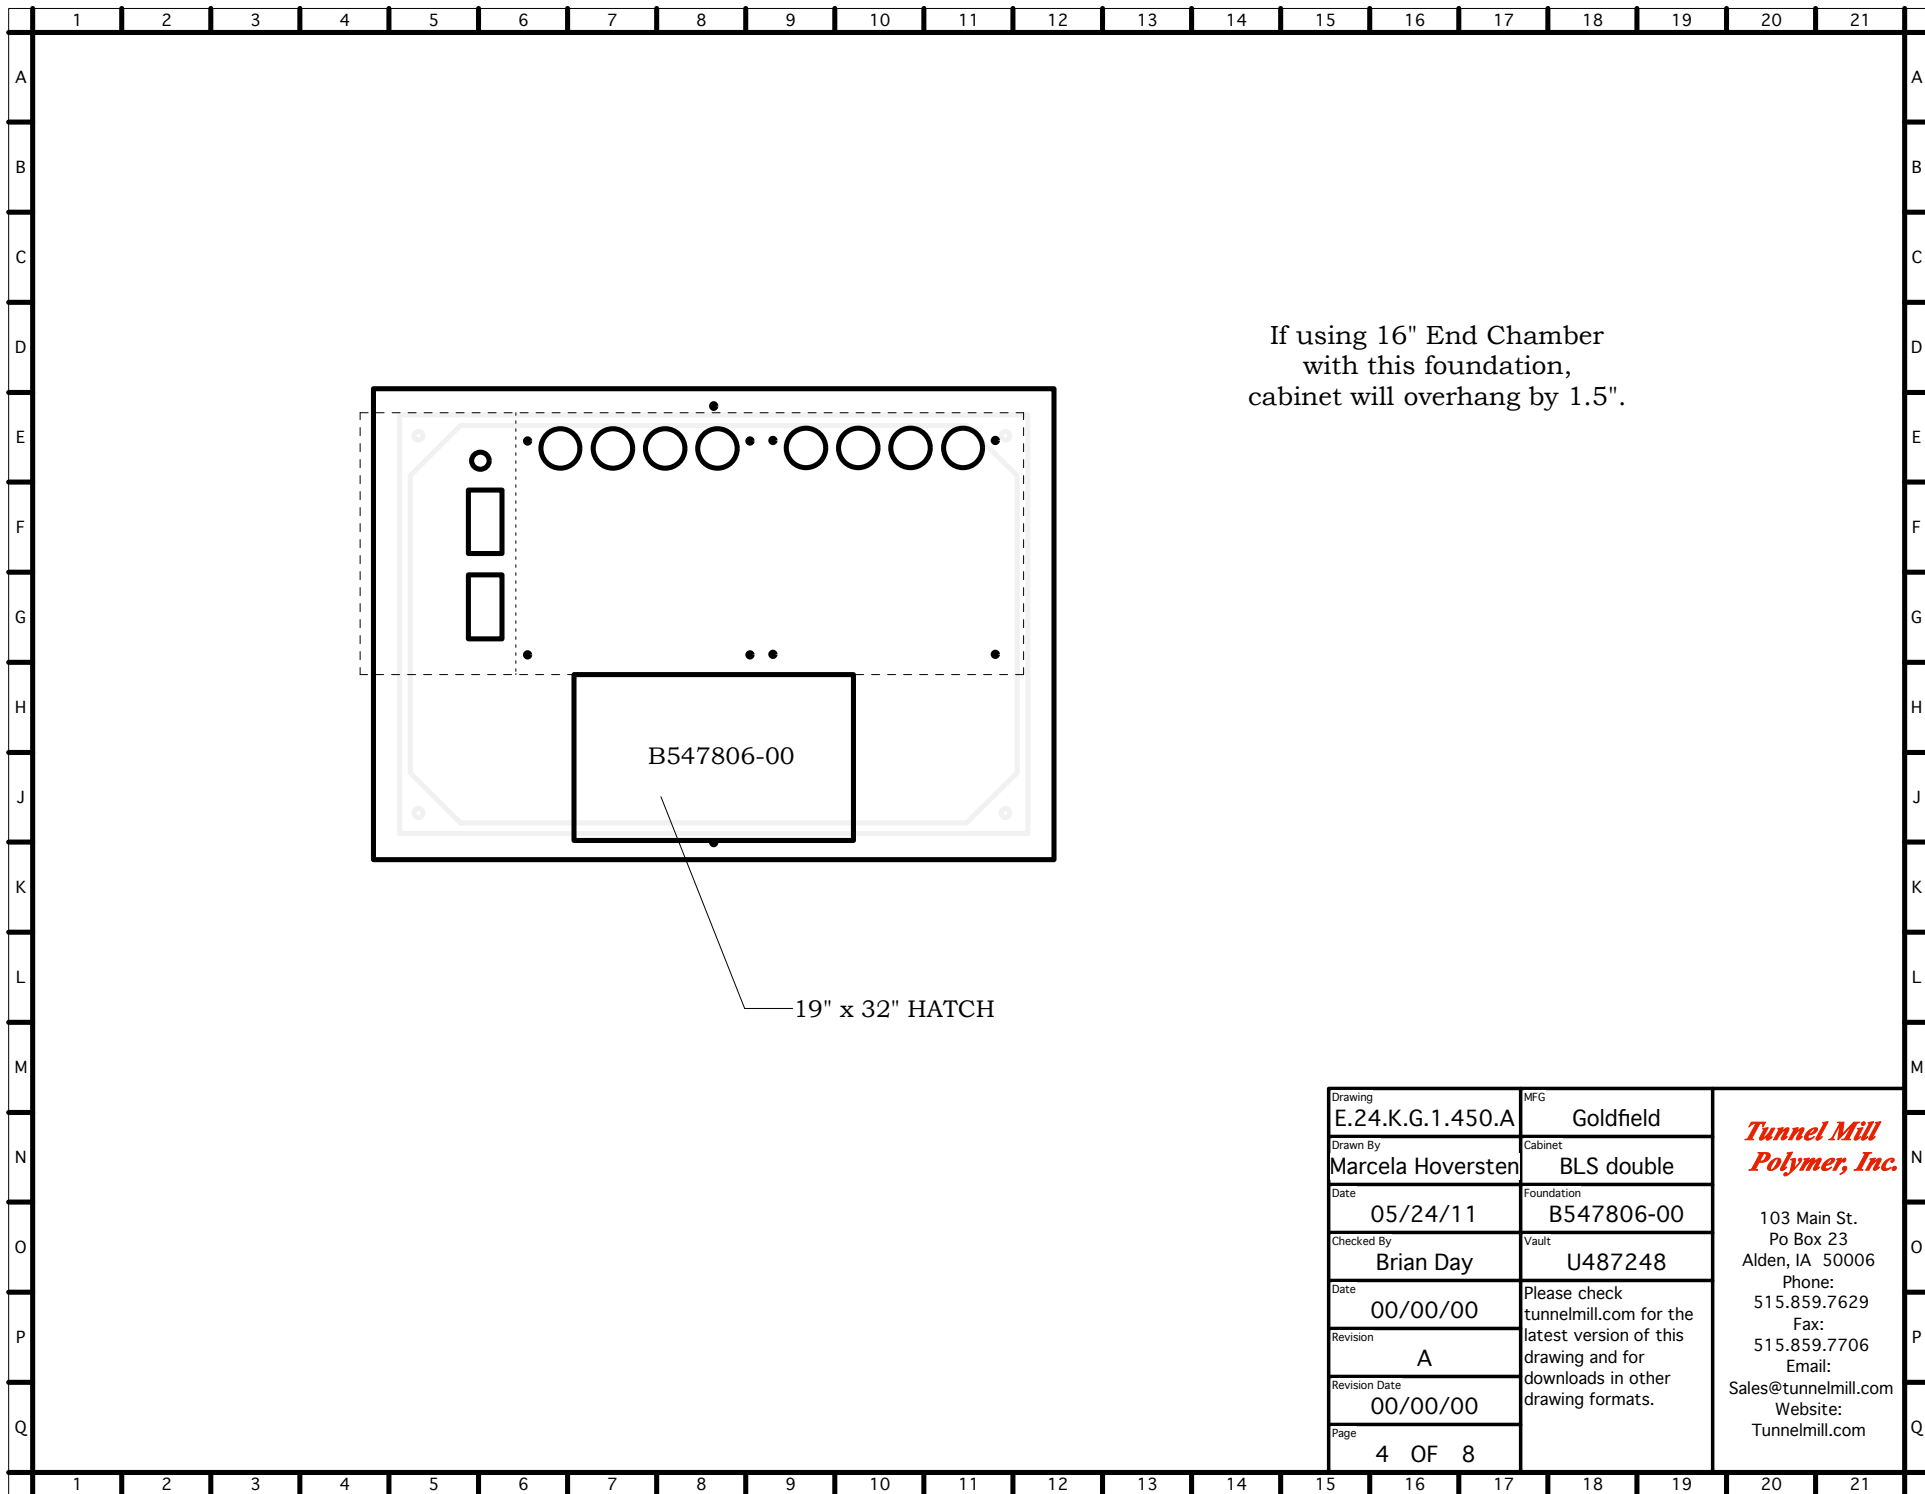 1 2 3 4 5 6 7 8 9 10 11 12 13 14 15 16 17 18 19 20 21
A A
B B
C C
D D
E E
F F
G G
H H
J J
K K
L L
M M
N N
O O
P P
Q Q
If using 16" End Chamber
with this foundation,
cabinet will overhang by 1.5".
B547806-00
19" x 32" HATCH
Drawing
E.24.K.G.1.450.A
MFG
Goldfield
Drawn By
Marcela Hoversten
Cabinet
BLS double
Date
05/24/11
Foundation
B547806-00
Checked By
Brian Day
Vault
U487248
Date
00/00/00
Revision
A
Revision Date
00/00/00
Page
4 OF 8
Please check
tunnelmill.com for the
latest version of this
drawing and for
downloads in other
drawing formats.
Tunnel Mill
Polymer, Inc.
103 Main St.
Po Box 23
Alden, IA 50006
Phone:
515.859.7629
Fax:
515.859.7706
Email:
Sales@tunnelmill.com
Website:
Tunnelmill.com
1 2 3 4 5 6 7 8 9 10 11 12 13 14 15 16 17 18 19 20 21